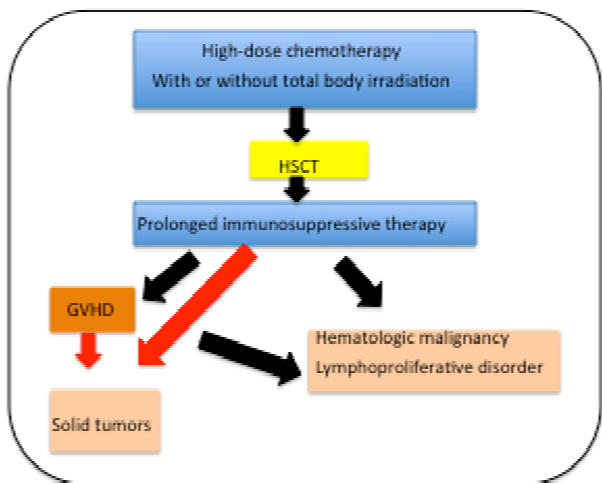 High-dose chemotherapy
With or without total body irradiation
HSCT
Prolonged immunosuppressive therapy
GVHD
Hematologic malignancy
Lymphoproliferative disorder
Solid tumors